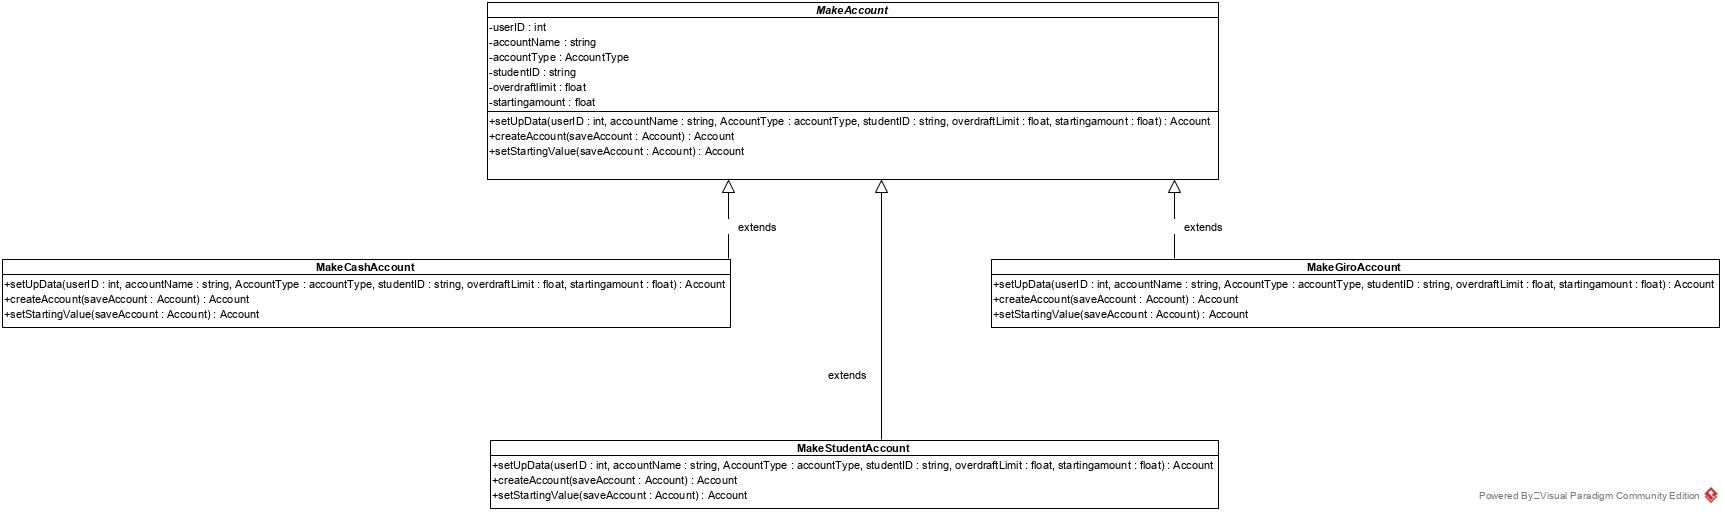 MakeAccount
-userID : int
-accountName : string
-accountType : AccountType
-studentID : string
-overdraftlimit : float
-startingamount : float
+setUpData(userID : int, accountName : string, AccountType : accountType, studentID : string, overdraftLimit : float, startingamount : float) : Account
+createAccount(saveAccount : Account) : Account
+setStartingValue(saveAccount : Account) : Account
extends
extends
MakeCashAccount
+setUpData(userID : int, accountName : string, AccountType : accountType, studentID : string, overdraftLimit : float, startingamount : float) : Account
+createAccount(saveAccount : Account) : Account
+setStartingValue(saveAccount : Account) : Account
MakeGiroAccount
+setUpData(userID : int, accountName : string, AccountType : accountType, studentID : string, overdraftLimit : float, startingamount : float) : Account
+createAccount(saveAccount : Account) : Account
+setStartingValue(saveAccount : Account) : Account
extends
MakeStudentAccount
+setUpData(userID : int, accountName : string, AccountType : accountType, studentID : string, overdraftLimit : float, startingamount : float) : Account
+createAccount(saveAccount : Account) : Account
+setStartingValue(saveAccount : Account) : Account
Powered By Visual Paradigm Community Edition